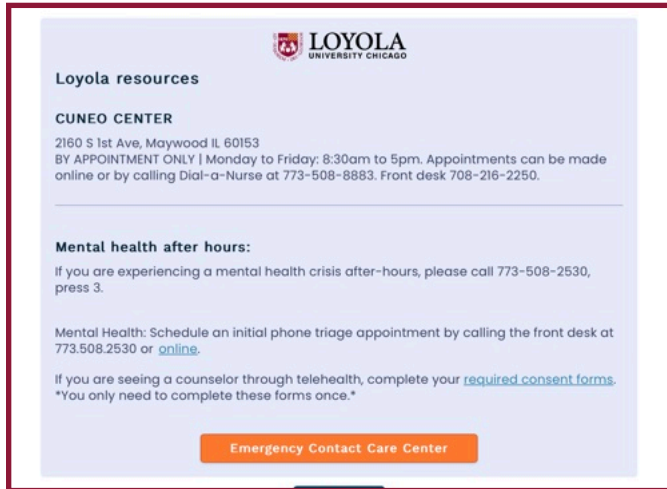 LOYOLA
UNIVERSITY CHICAGO
Loyola resources
CUNEO CENTER
2160 S 1st Ave, Maywood IL 60153
BY APPOINTMENT ONLY | Monday to Friday: 8:30am to 5pm. Appointments can be made
online or by calling Dial-a-Nurse at 773-508-8883. Front desk 708-216-2250.
Mental health after hours:
If you are experiencing a mental health crisis after-hours, please call 773-508-2530,
press 3.
Mental Health: Schedule an initial phone triage appointment by calling the front desk at
773.508.2530 or online.
If you are seeing a counselor through telehealth, complete your required consent forms.
*You only need to complete these forms once.*
Emergency Contact Care Center